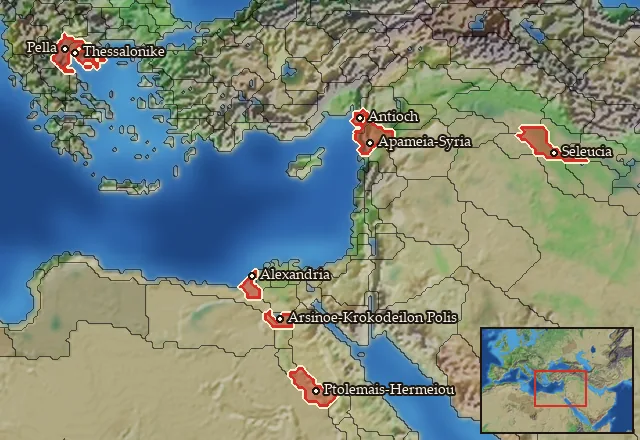 Pella
Thessalonike
Antioch
Apameia-Syria
Seleucia
Alexandria
Arsinoe-Krokodeilon Polis
Ptolemais-Hermeiou